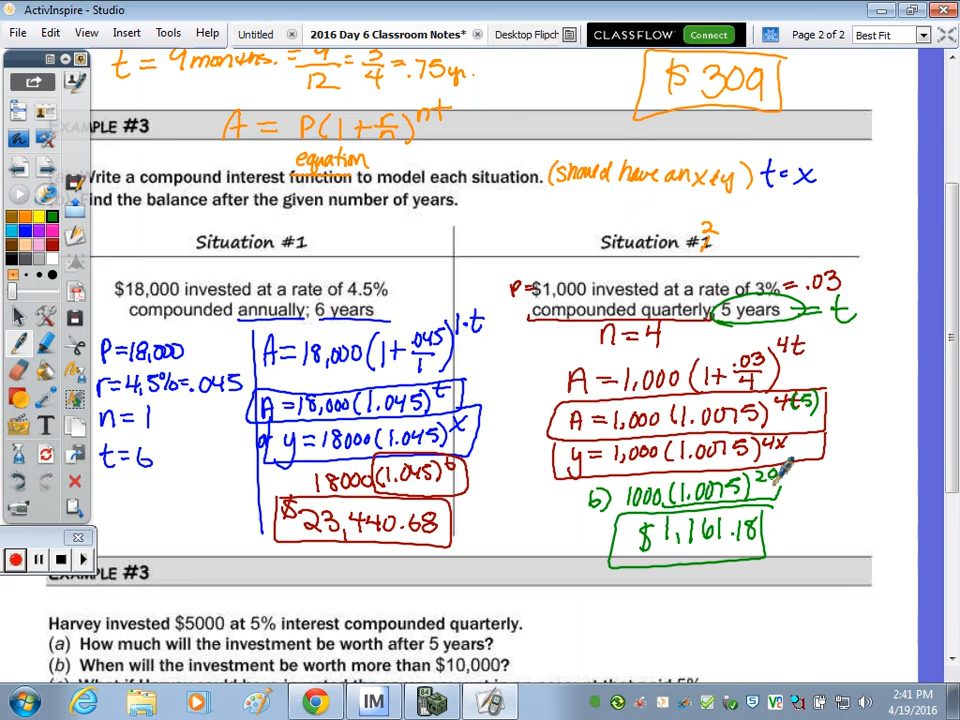 ActivInspire - Studio
File Edit View Insert Tools Help
Untitled 2016 Day 6 Classroom Notes* Desktop Flipch CLASSFLOW Connect Page 2 of 2 Best Fit
t = 9 months. = 9/12 = 3/4 = .75 yr.
$ 309
EXAMPLE #3
A = P(1 + r/n)^nt
equation
Write a compound interest function to model each situation. (should have an x & y) t = x
Find the balance after the given number of years.
Situation #1
$18,000 invested at a rate of 4.5%
compounded annually; 6 years
P = 18,000
r = 4.5% = .045
n = 1
t = 6
A = 18,000 (1 + .045/1)^1·t
A = 18,000 (1.045)^t
or y = 18000 (1.045)^x
18000 (1.045)^6
$ 23,440.68
2
Situation #1
P = $1,000 invested at a rate of 3% = .03
compounded quarterly; 5 years = t
n = 4
A = 1,000 (1 + .03/4)^4t
A = 1,000 (1.0075)^4(5)
y = 1,000 (1.0075)^4x
b) 1000 (1.0075)^20
$ 1,161.18
EXAMPLE #3
Harvey invested $5000 at 5% interest compounded quarterly.
(a) How much will the investment be worth after 5 years?
(b) When will the investment be worth more than $10,000?
IM
84
2:41 PM
4/19/2016